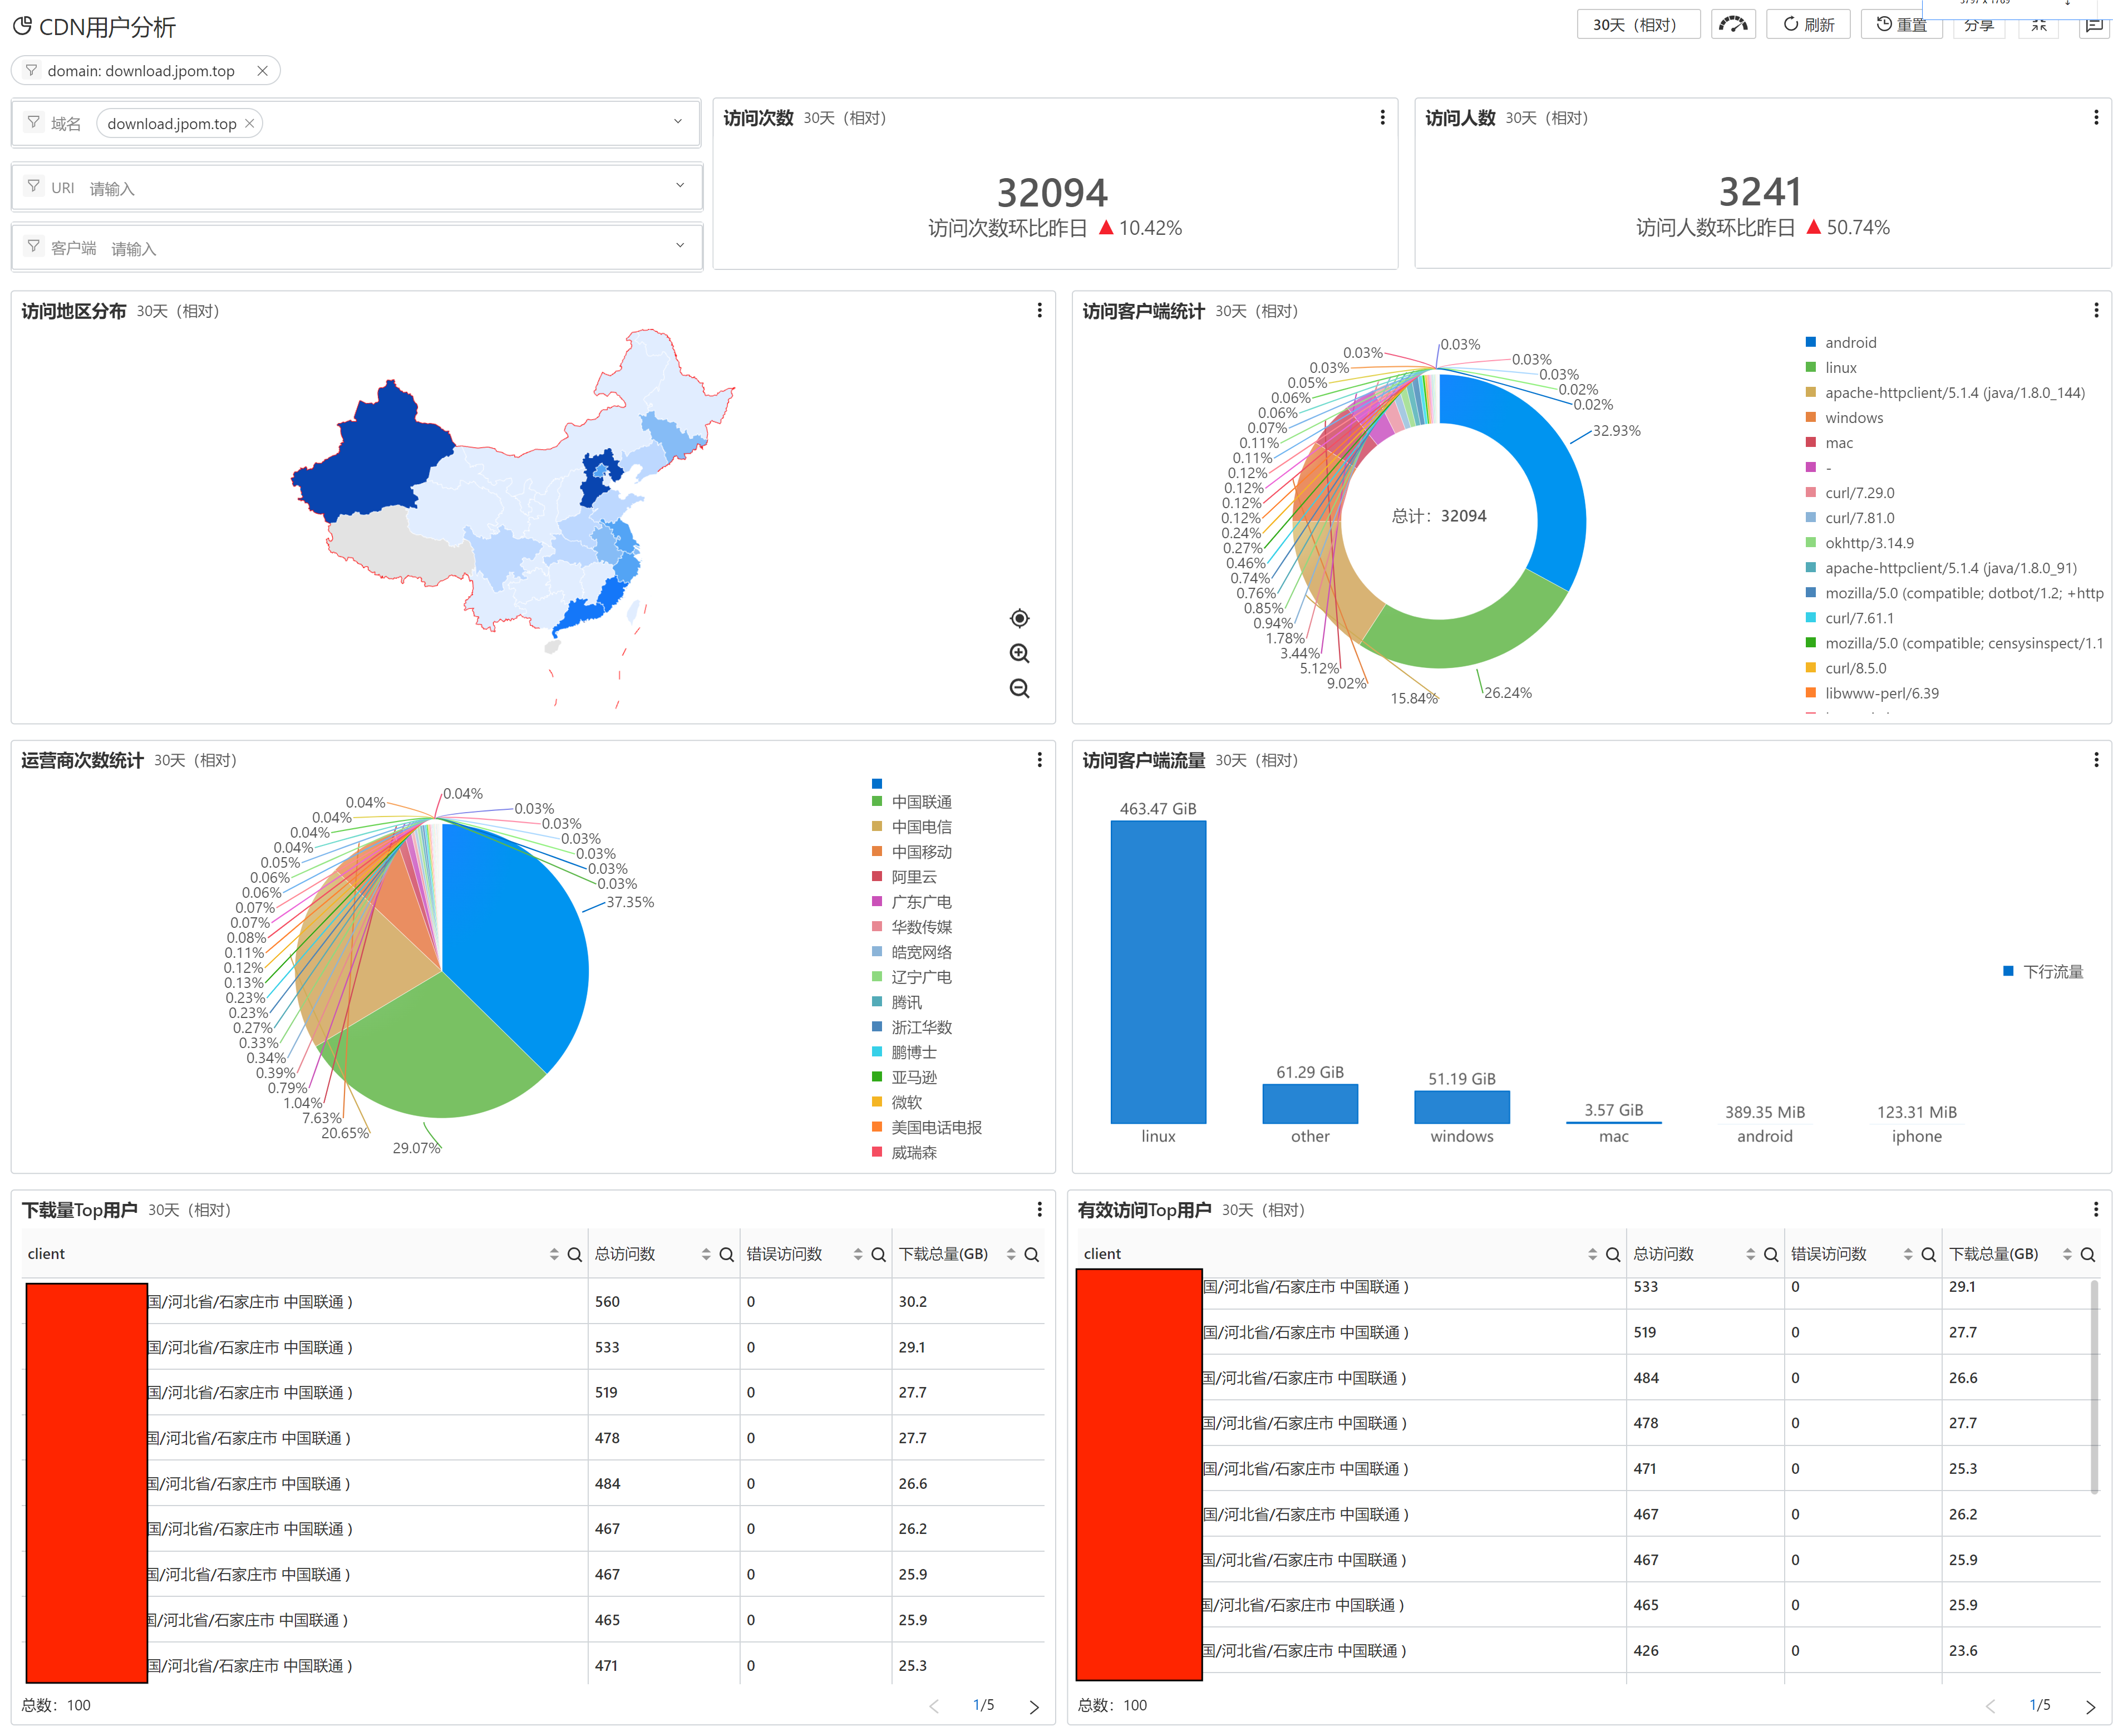 CDN用户分析
30天（相对）
刷新
重置
分享
domain: download.jpom.top
域名 download.jpom.top
URI 请输入
客户端 请输入
访问次数 30天（相对）
32094
访问次数环比昨日 10.42%
访问人数 30天（相对）
3241
访问人数环比昨日 50.74%
访问地区分布 30天（相对）
访问客户端统计 30天（相对）
0.03%
0.03%
0.03%
0.03%
0.03%
0.05%
0.02%
0.06%
0.02%
0.06%
0.07%
32.93%
0.11%
0.11%
0.12%
0.12%
0.12%
0.12%
0.24%
0.27%
0.46%
0.74%
0.76%
0.85%
0.94%
1.78%
3.44%
5.12%
9.02%
15.84%
26.24%
总计：32094
android
linux
apache-httpclient/5.1.4 (java/1.8.0_144)
windows
mac
-
curl/7.29.0
curl/7.81.0
okhttp/3.14.9
apache-httpclient/5.1.4 (java/1.8.0_91)
mozilla/5.0 (compatible; dotbot/1.2; +http
curl/7.61.1
mozilla/5.0 (compatible; censysinspect/1.1
curl/8.5.0
libwww-perl/6.39
运营商次数统计 30天（相对）
0.04%
0.04%
0.03%
0.04%
0.03%
0.04%
0.03%
0.04%
0.03%
0.05%
0.03%
0.06%
0.03%
0.06%
37.35%
0.07%
0.07%
0.08%
0.11%
0.12%
0.13%
0.23%
0.23%
0.27%
0.33%
0.34%
0.39%
0.79%
1.04%
7.63%
20.65%
29.07%
中国联通
中国电信
中国移动
阿里云
广东广电
华数传媒
皓宽网络
辽宁广电
腾讯
浙江华数
鹏博士
亚马逊
微软
美国电话电报
威瑞森
访问客户端流量 30天（相对）
463.47 GiB
61.29 GiB
51.19 GiB
3.57 GiB
389.35 MiB
123.31 MiB
linux other windows mac android iphone
下行流量
下载量Top用户 30天（相对）
client 总访问数 错误访问数 下载总量(GB)
国/河北省/石家庄市 中国联通 ) 560 0 30.2
国/河北省/石家庄市 中国联通 ) 533 0 29.1
国/河北省/石家庄市 中国联通 ) 519 0 27.7
国/河北省/石家庄市 中国联通 ) 478 0 27.7
国/河北省/石家庄市 中国联通 ) 484 0 26.6
国/河北省/石家庄市 中国联通 ) 467 0 26.2
国/河北省/石家庄市 中国联通 ) 467 0 25.9
国/河北省/石家庄市 中国联通 ) 465 0 25.9
国/河北省/石家庄市 中国联通 ) 471 0 25.3
总数：100
1/5
有效访问Top用户 30天（相对）
client 总访问数 错误访问数 下载总量(GB)
国/河北省/石家庄市 中国联通 ) 533 0 29.1
国/河北省/石家庄市 中国联通 ) 519 0 27.7
国/河北省/石家庄市 中国联通 ) 484 0 26.6
国/河北省/石家庄市 中国联通 ) 478 0 27.7
国/河北省/石家庄市 中国联通 ) 471 0 25.3
国/河北省/石家庄市 中国联通 ) 467 0 26.2
国/河北省/石家庄市 中国联通 ) 467 0 25.9
国/河北省/石家庄市 中国联通 ) 465 0 25.9
国/河北省/石家庄市 中国联通 ) 426 0 23.6
总数：100
1/5